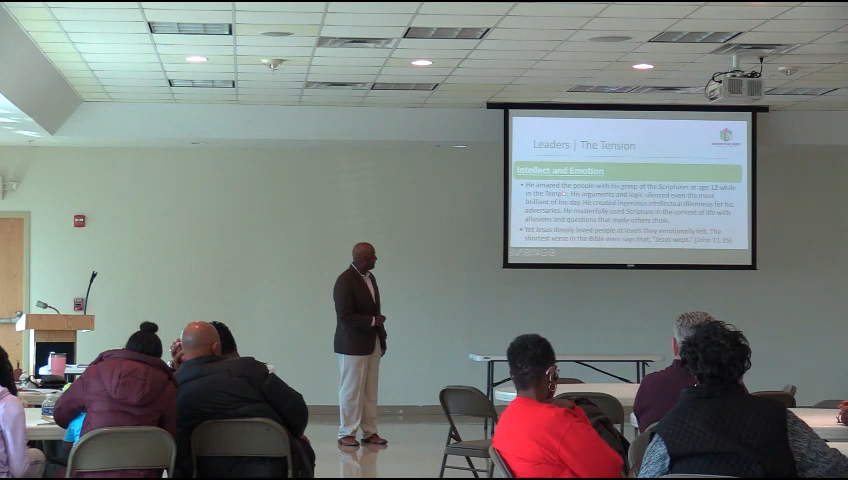 Leaders | The Tension
Intellect and Emotion
• He amazed the people with his grasp of the Scriptures at age 12 while
in the Temple. His arguments and logic silenced even the most
brilliant of his day. He created ingenious intellectual dilemmas for his
adversaries. He masterfully used Scripture in the context of life with
allusions and questions that made others think.
• Yet Jesus deeply loved people at levels they emotionally felt. The
shortest verse in the Bible even says that, "Jesus wept." (John 11:35)